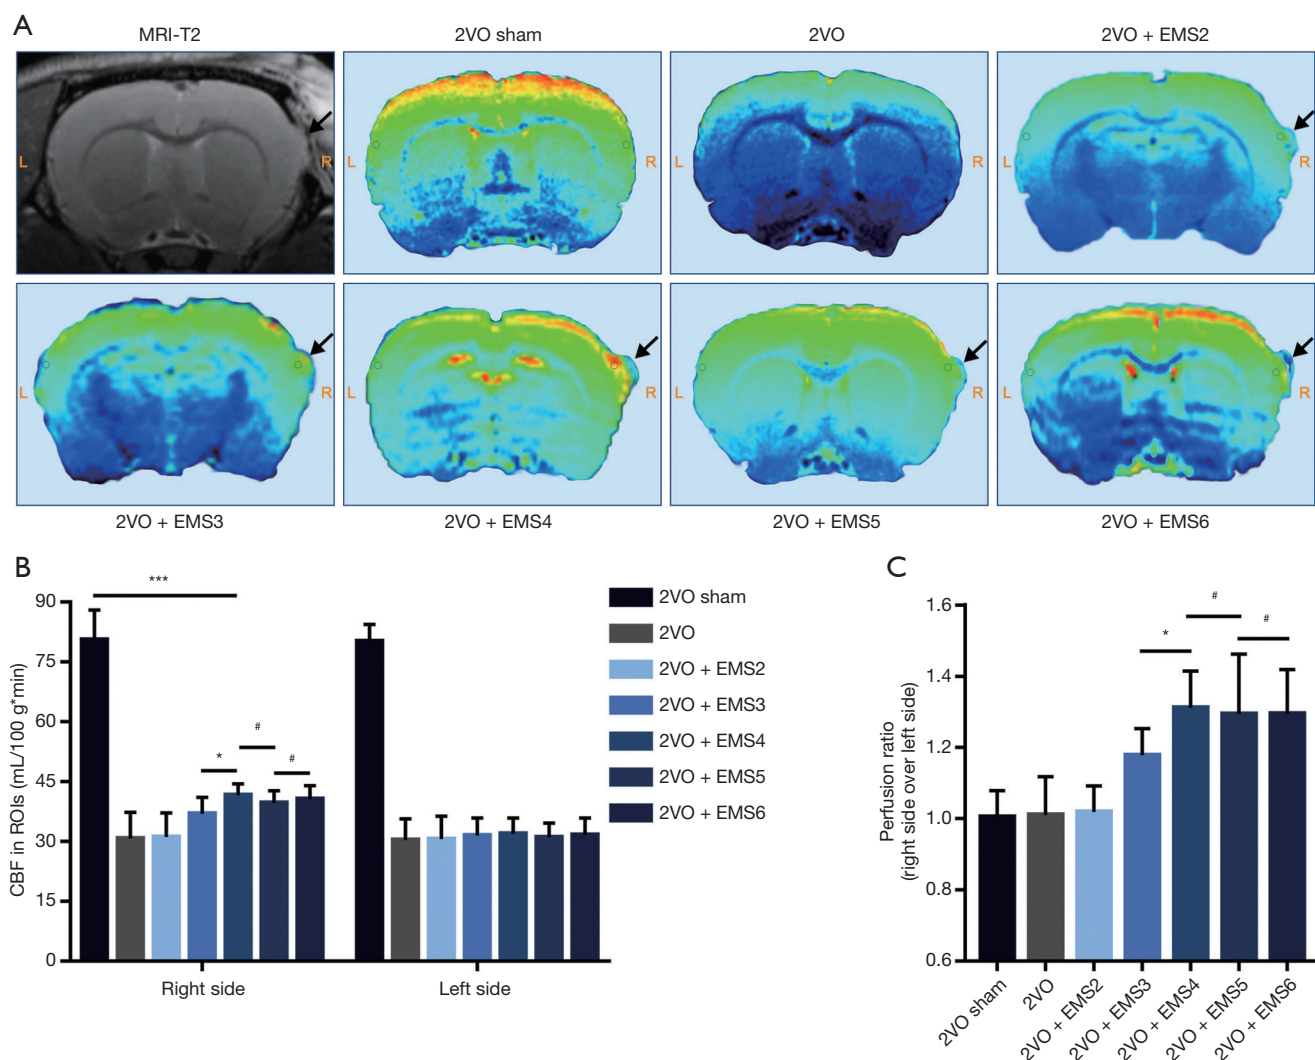 A
MRI-T2
2VO sham
2VO
2VO + EMS2
L
R
L
R
L
R
L
R
L
R
L
R
L
R
L
R
2VO + EMS3
2VO + EMS4
2VO + EMS5
2VO + EMS6
B
CBF in ROIs (mL/100 g*min)
90
75
60
45
30
15
0
***
*
#
#
Right side
Left side
2VO sham
2VO
2VO + EMS2
2VO + EMS3
2VO + EMS4
2VO + EMS5
2VO + EMS6
C
Perfusion ratio
(right side over left side)
1.6
1.4
1.2
1.0
0.8
0.6
*
#
#
2VO sham
2VO
2VO + EMS2
2VO + EMS3
2VO + EMS4
2VO + EMS5
2VO + EMS6